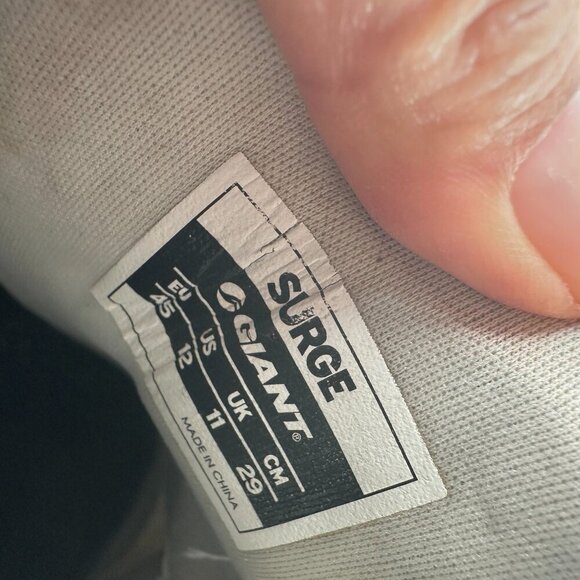 SURGE
GIANT®
EU US UK CM
45 12 11 29
MADE IN CHINA